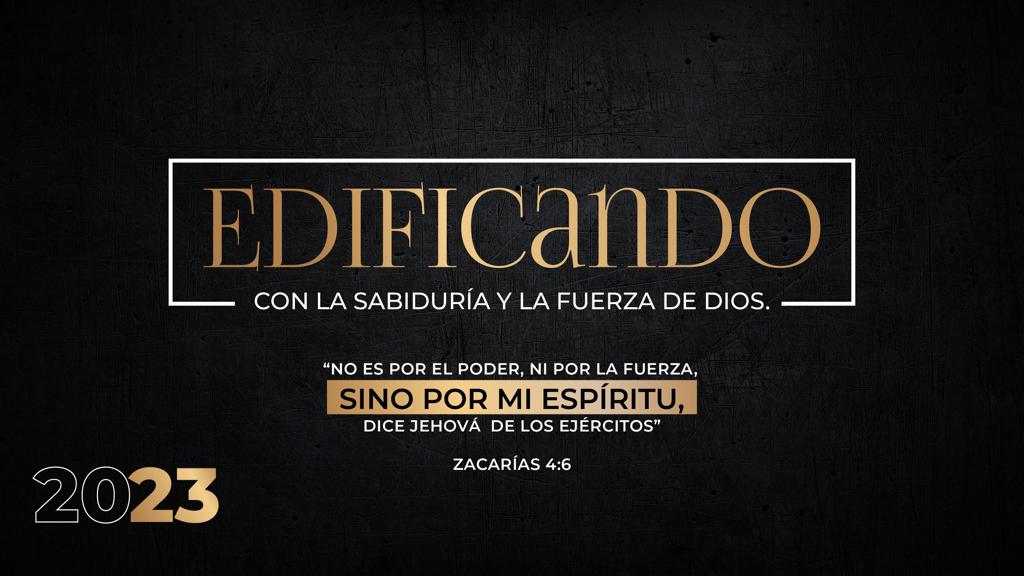 EDIFICanDO
CON LA SABIDURÍA Y LA FUERZA DE DIOS.
“NO ES POR EL PODER, NI POR LA FUERZA,
SINO POR MI ESPÍRITU,
DICE JEHOVÁ DE LOS EJÉRCITOS”
ZACARÍAS 4:6
2023